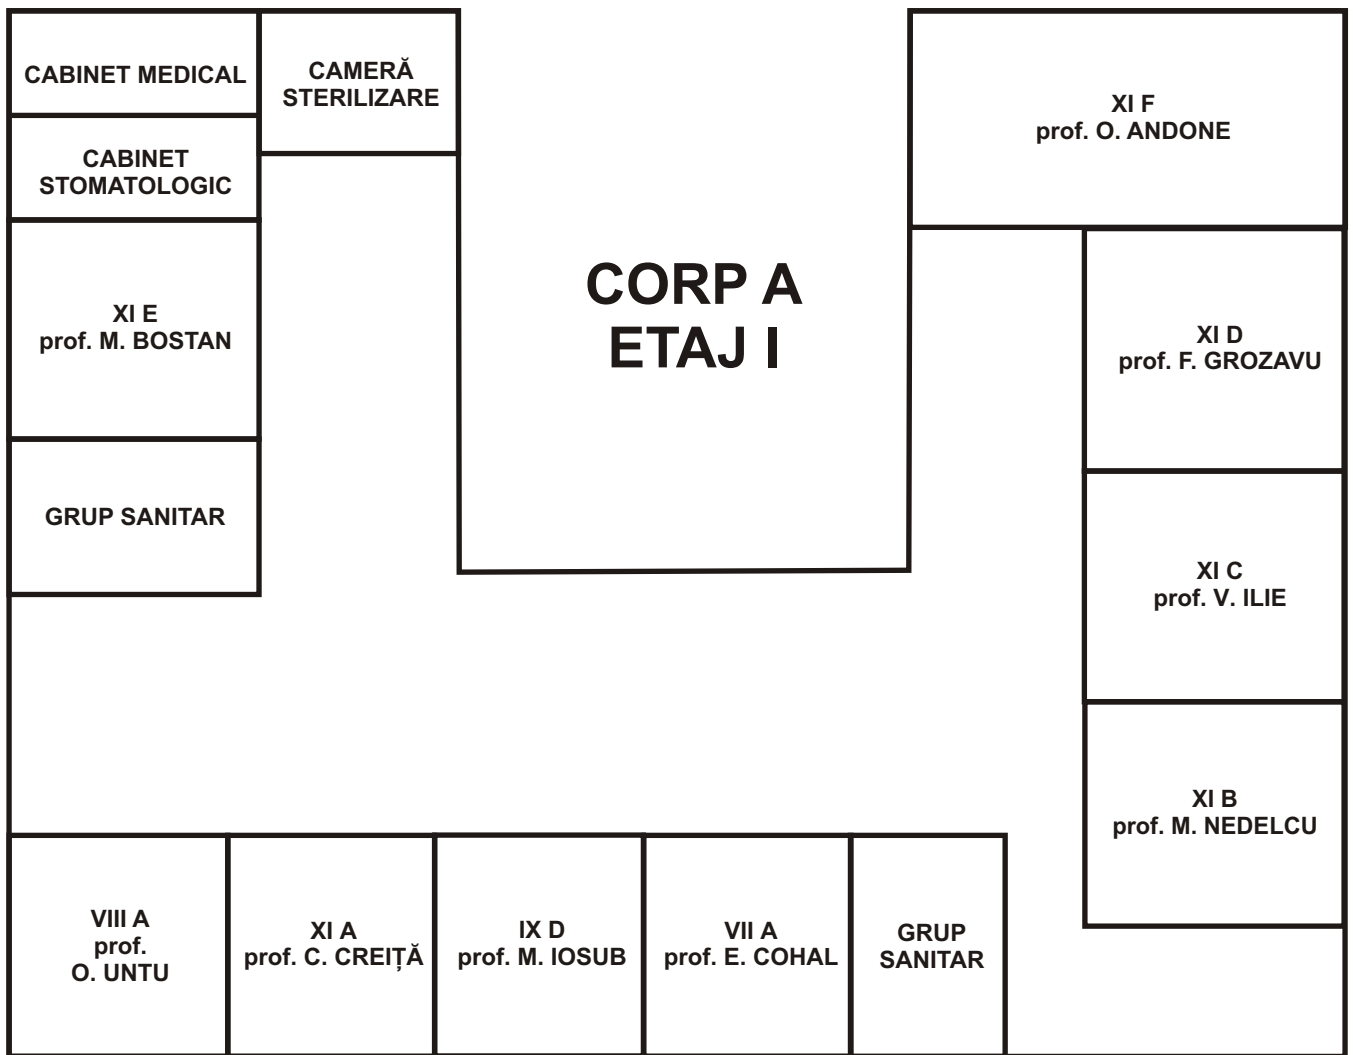 CABINET MEDICAL
CAMERĂ
STERILIZARE
XI F
prof. O. ANDONE
CABINET
STOMATOLOGIC
CORP A
ETAJ I
XI E
prof. M. BOSTAN
XI D
prof. F. GROZAVU
GRUP SANITAR
XI C
prof. V. ILIE
XI B
prof. M. NEDELCU
VIII A
prof.
O. UNTU
XI A
prof. C. CREIȚĂ
IX D
prof. M. IOSUB
VII A
prof. E. COHAL
GRUP
SANITAR